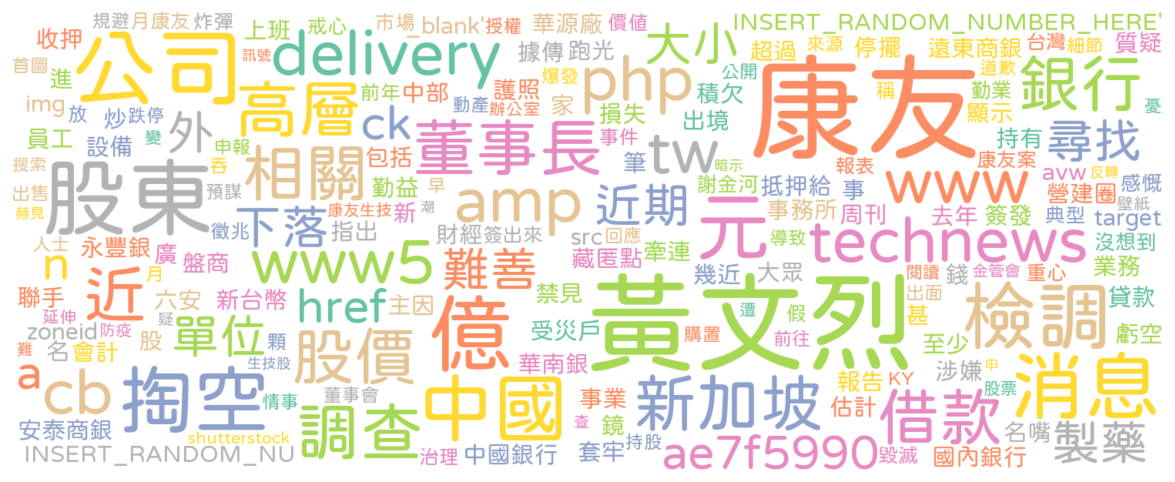 規避 月康友 炸彈 上班 戒心 市場 _blank' 授權 華源廠 價值 INSERT_RANDOM_NUMBER_HERE'
收押 公司 訊號 delivery 據傳 跑光 大小 超過 來源 停擺 遠東商銀 台灣 細節 質疑
首圖 進 高層 前年 中部 護照 爆發 php 積欠 公開 康友 道歉 銀行
img 放 炒 跌停 動產 辦公室 家 損失 稱 勤業 顯示 憂
員工 設備 變 申報 外 ck 董事長 事件 筆 出境 tw 持有 尋找
搜索 股東 吞 相關 包括 暗示 報表 康友案 avw 反轉
出售 預謀 勤益 早 amp 近期 謝金河 抵押給 事 www 營建圈 感慨
赫見 康友生技 新 潮 事務所 周刊 去年 簽發 典型 壁紙 target
人士 永豐銀 廣 徵兆 下落 指出 財經 簽出來 src 回應 牽連 元 導致 technews 沒想到
n 月 盤商 www5 難善 藏匿點 幾近 大眾 閱讀 錢 金管會 重心 業務
聯手 延伸 近 六安 新台幣 href 主因 億 禁見 黃文烈 遭 假 出面 甚 檢調 貸款
zoneid 防疫 疑 名 會計 股 單位 顆 股價 受災戶 購置 前往 至少 虧空
難 a cb 掏空 生技股 華南銀 中國 新加坡 涉嫌 申 消息
董事會 情事 調查 事業 鏡 報告 KY 股票 估計 借款
安泰商銀 shutterstock 查 持股 名嘴 製藥
INSERT_RANDOM_NU 治理 中國銀行 套牢 ae7f5990 毀滅 國內銀行